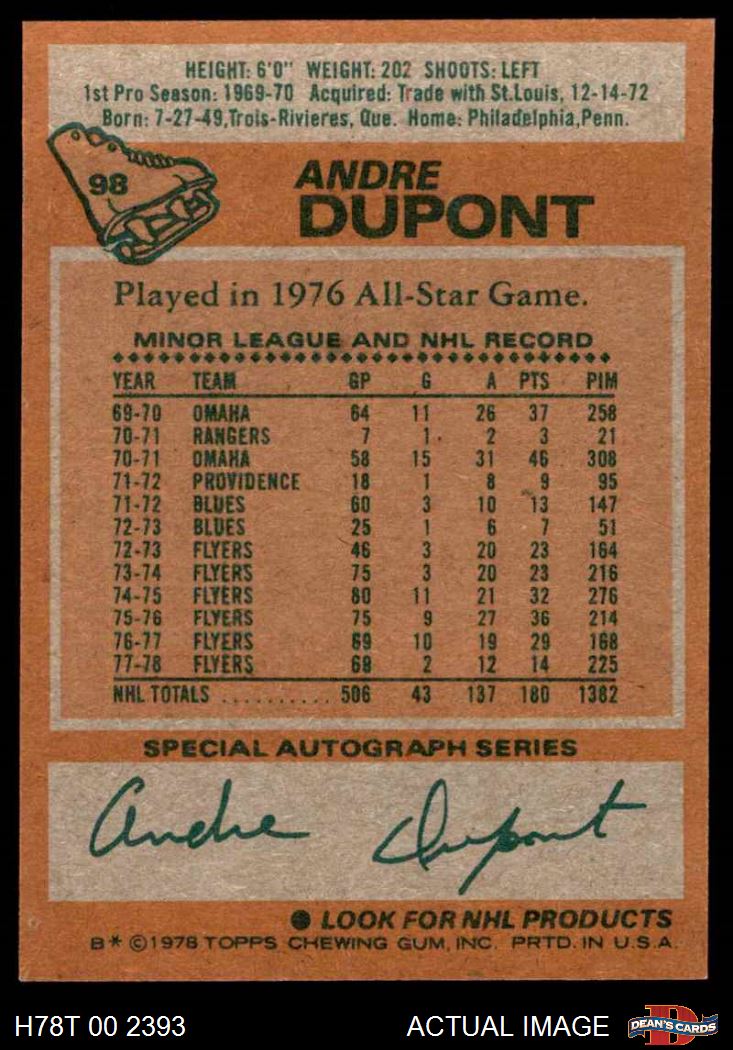 HEIGHT: 6'0" WEIGHT: 202 SHOOTS: LEFT
1st Pro Season: 1969-70 Acquired: Trade with St.Louis, 12-14-72
Born: 7-27-49,Trois-Rivieres, Que. Home: Philadelphia,Penn.
98
ANDRE
DUPONT
Played in 1976 All-Star Game.
MINOR LEAGUE AND NHL RECORD
YEAR TEAM GP G A PTS PIM
69-70 OMAHA 64 11 26 37 258
70-71 RANGERS 7 1 2 3 21
70-71 OMAHA 58 15 31 46 308
71-72 PROVIDENCE 18 1 8 9 95
71-72 BLUES 60 3 10 13 147
72-73 BLUES 25 1 6 7 51
72-73 FLYERS 46 3 20 23 164
73-74 FLYERS 75 3 20 23 216
74-75 FLYERS 80 11 21 32 276
75-76 FLYERS 75 9 27 36 214
76-77 FLYERS 69 10 19 29 168
77-78 FLYERS 69 2 12 14 225
NHL TOTALS .......... 506 43 137 180 1382
SPECIAL AUTOGRAPH SERIES
Andre Dupont
● LOOK FOR NHL PRODUCTS
B* ©1978 TOPPS CHEWING GUM, INC. PRTD. IN U.S.A.
H78T 00 2393 ACTUAL IMAGE DEAN'S CARDS